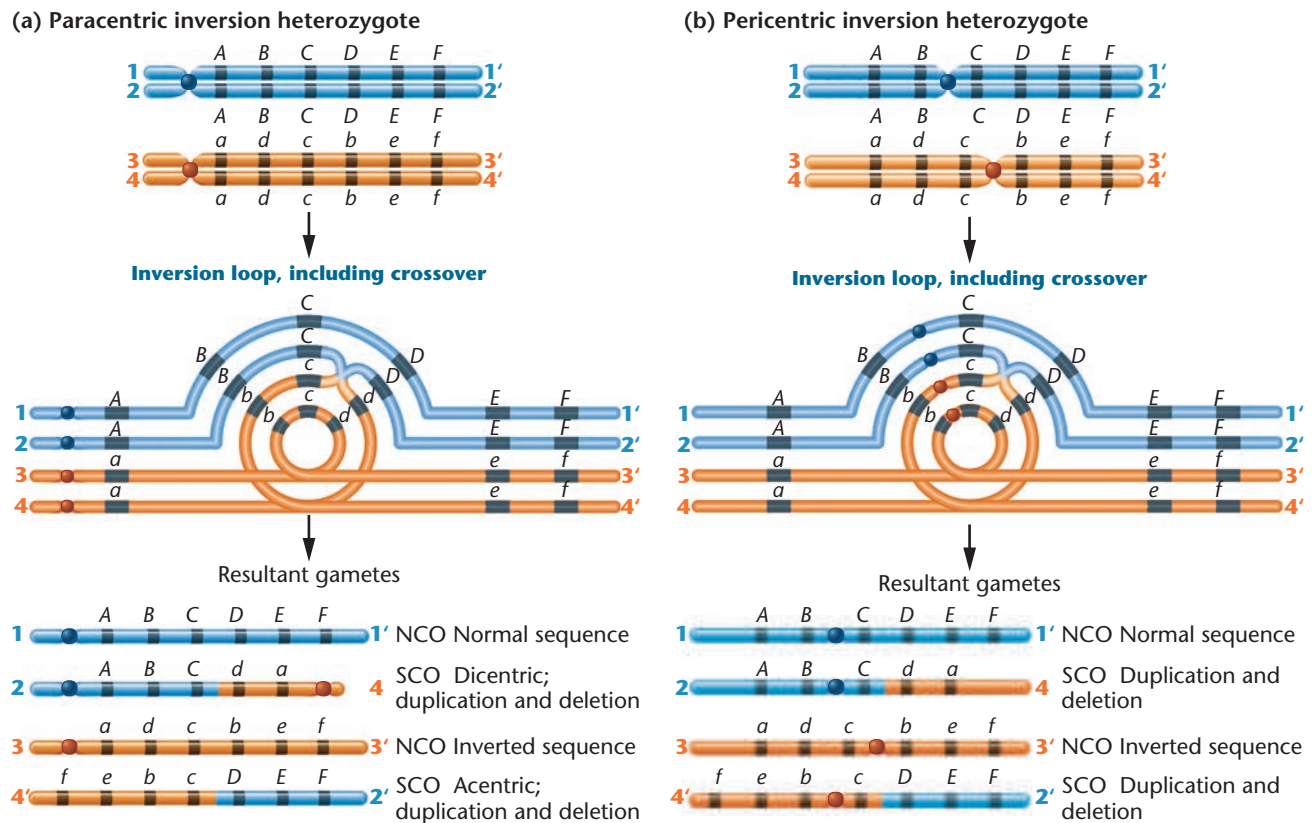 (a) Paracentric inversion heterozygote
A B C D E F
1 1'
2 2'
A B C D E F
a d c b e f
3 3'
4 4'
a d c b e f
Inversion loop, including crossover
C
B C D
A B c D E F
1 b c d 1'
A b d E F
2 2'
a e f
3 3'
a e f
4 4'
Resultant gametes
A B C D E F
1 1' NCO Normal sequence
A B C d a
2 4 SCO Dicentric;
duplication and deletion
a d c b e f
3 3' NCO Inverted sequence
f e b c D E F
4' 2' SCO Acentric;
duplication and deletion
(b) Pericentric inversion heterozygote
A B C D E F
1 1'
2 2'
A B C D E F
a d c b e f
3 3'
4 4'
a d c b e f
Inversion loop, including crossover
C
B C D
A B c D E F
1 b c d 1'
A b d E F
2 2'
a e f
3 3'
a e f
4 4'
Resultant gametes
A B C D E F
1 1' NCO Normal sequence
A B C d a
2 4 SCO Duplication and
deletion
a d c b e f
3 3' NCO Inverted sequence
f e b c D E F
4' 2' SCO Duplication and
deletion